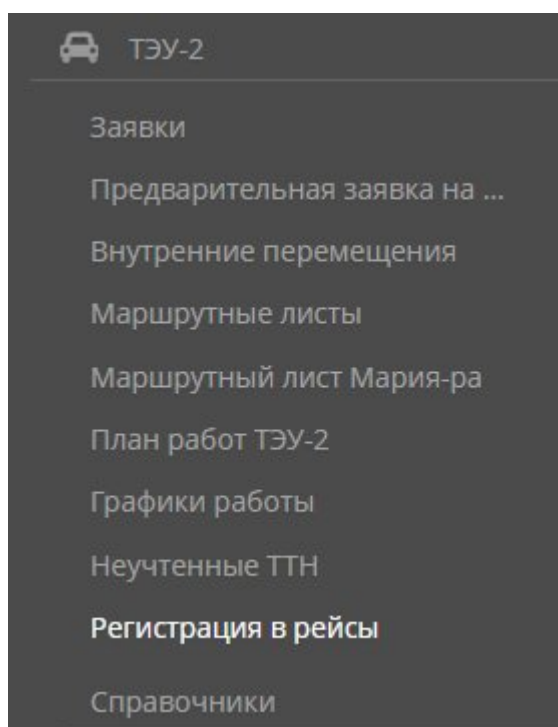 ТЭУ-2
Заявки
Предварительная заявка на ...
Внутренние перемещения
Маршрутные листы
Маршрутный лист Мария-ра
План работ ТЭУ-2
Графики работы
Неучтенные ТТН
Регистрация в рейсы
Справочники